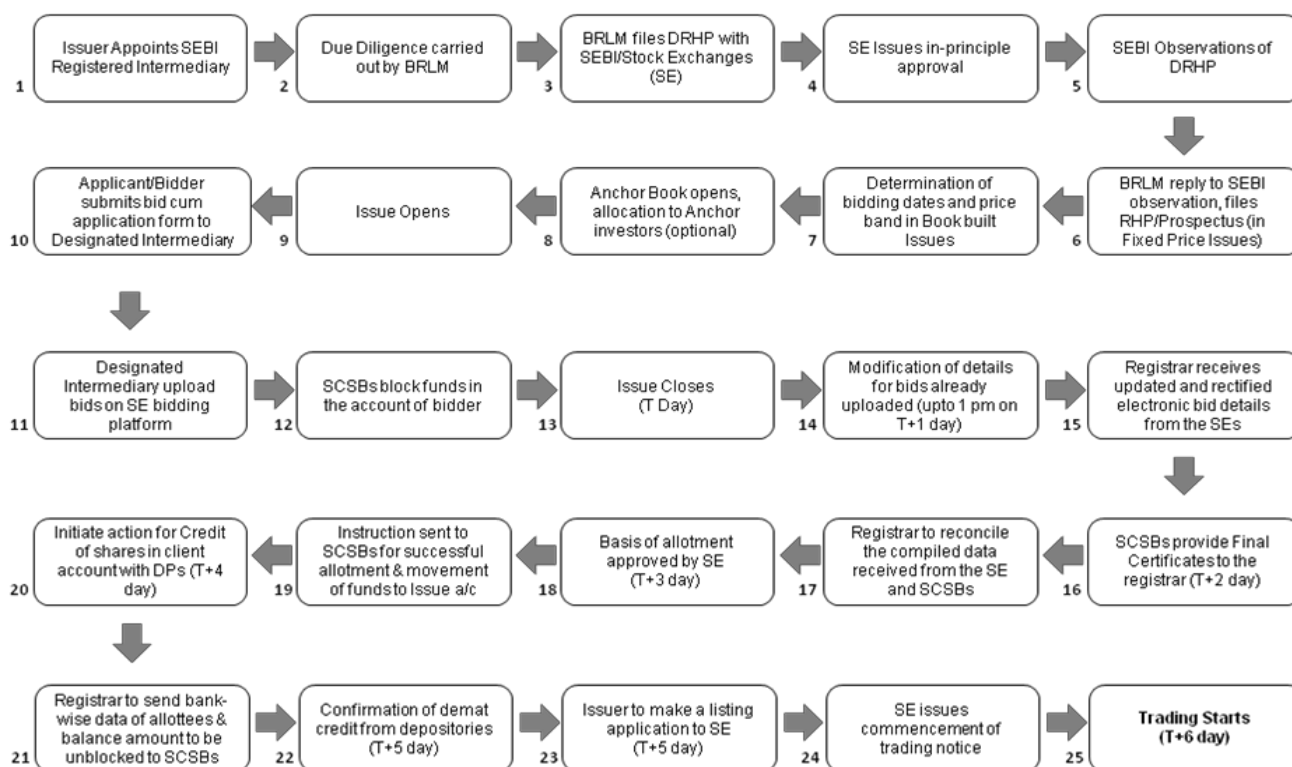 Issuer Appoints SEBI
Registered Intermediary
1
Due Diligence carried
out by BRLM
2
BRLM files DRHP with
SEBI/Stock Exchanges
(SE)
3
SE Issues in-principle
approval
4
SEBI Observations of
DRHP
5
BRLM reply to SEBI
observation, files
RHP/Prospectus (in
Fixed Price Issues)
6
Determination of
bidding dates and price
band in Book built
Issues
7
Anchor Book opens,
allocation to Anchor
investors (optional)
8
Issue Opens
9
Applicant/Bidder
submits bid cum
application form to
Designated Intermediary
10
Designated
Intermediary upload
bids on SE bidding
platform
11
SCSBs block funds in
the account of bidder
12
Issue Closes
(T Day)
13
Modification of details
for bids already
uploaded (upto 1 pm on
T+1 day)
14
Registrar receives
updated and rectified
electronic bid details
from the SEs
15
SCSBs provide Final
Certificates to the
registrar (T+2 day)
16
Registrar to reconcile
the compiled data
received from the SE
and SCSBs
17
Basis of allotment
approved by SE
(T+3 day)
18
Instruction sent to
SCSBs for successful
allotment & movement
of funds to Issue a/c
19
Initiate action for Credit
of shares in client
account with DPs (T+4
day)
20
Registrar to send bank-
wise data of allottees &
balance amount to be
unblocked to SCSBs
21
Confirmation of demat
credit from depositories
(T+5 day)
22
Issuer to make a listing
application to SE
(T+5 day)
23
SE issues
commencement of
trading notice
24
Trading Starts
(T+6 day)
25